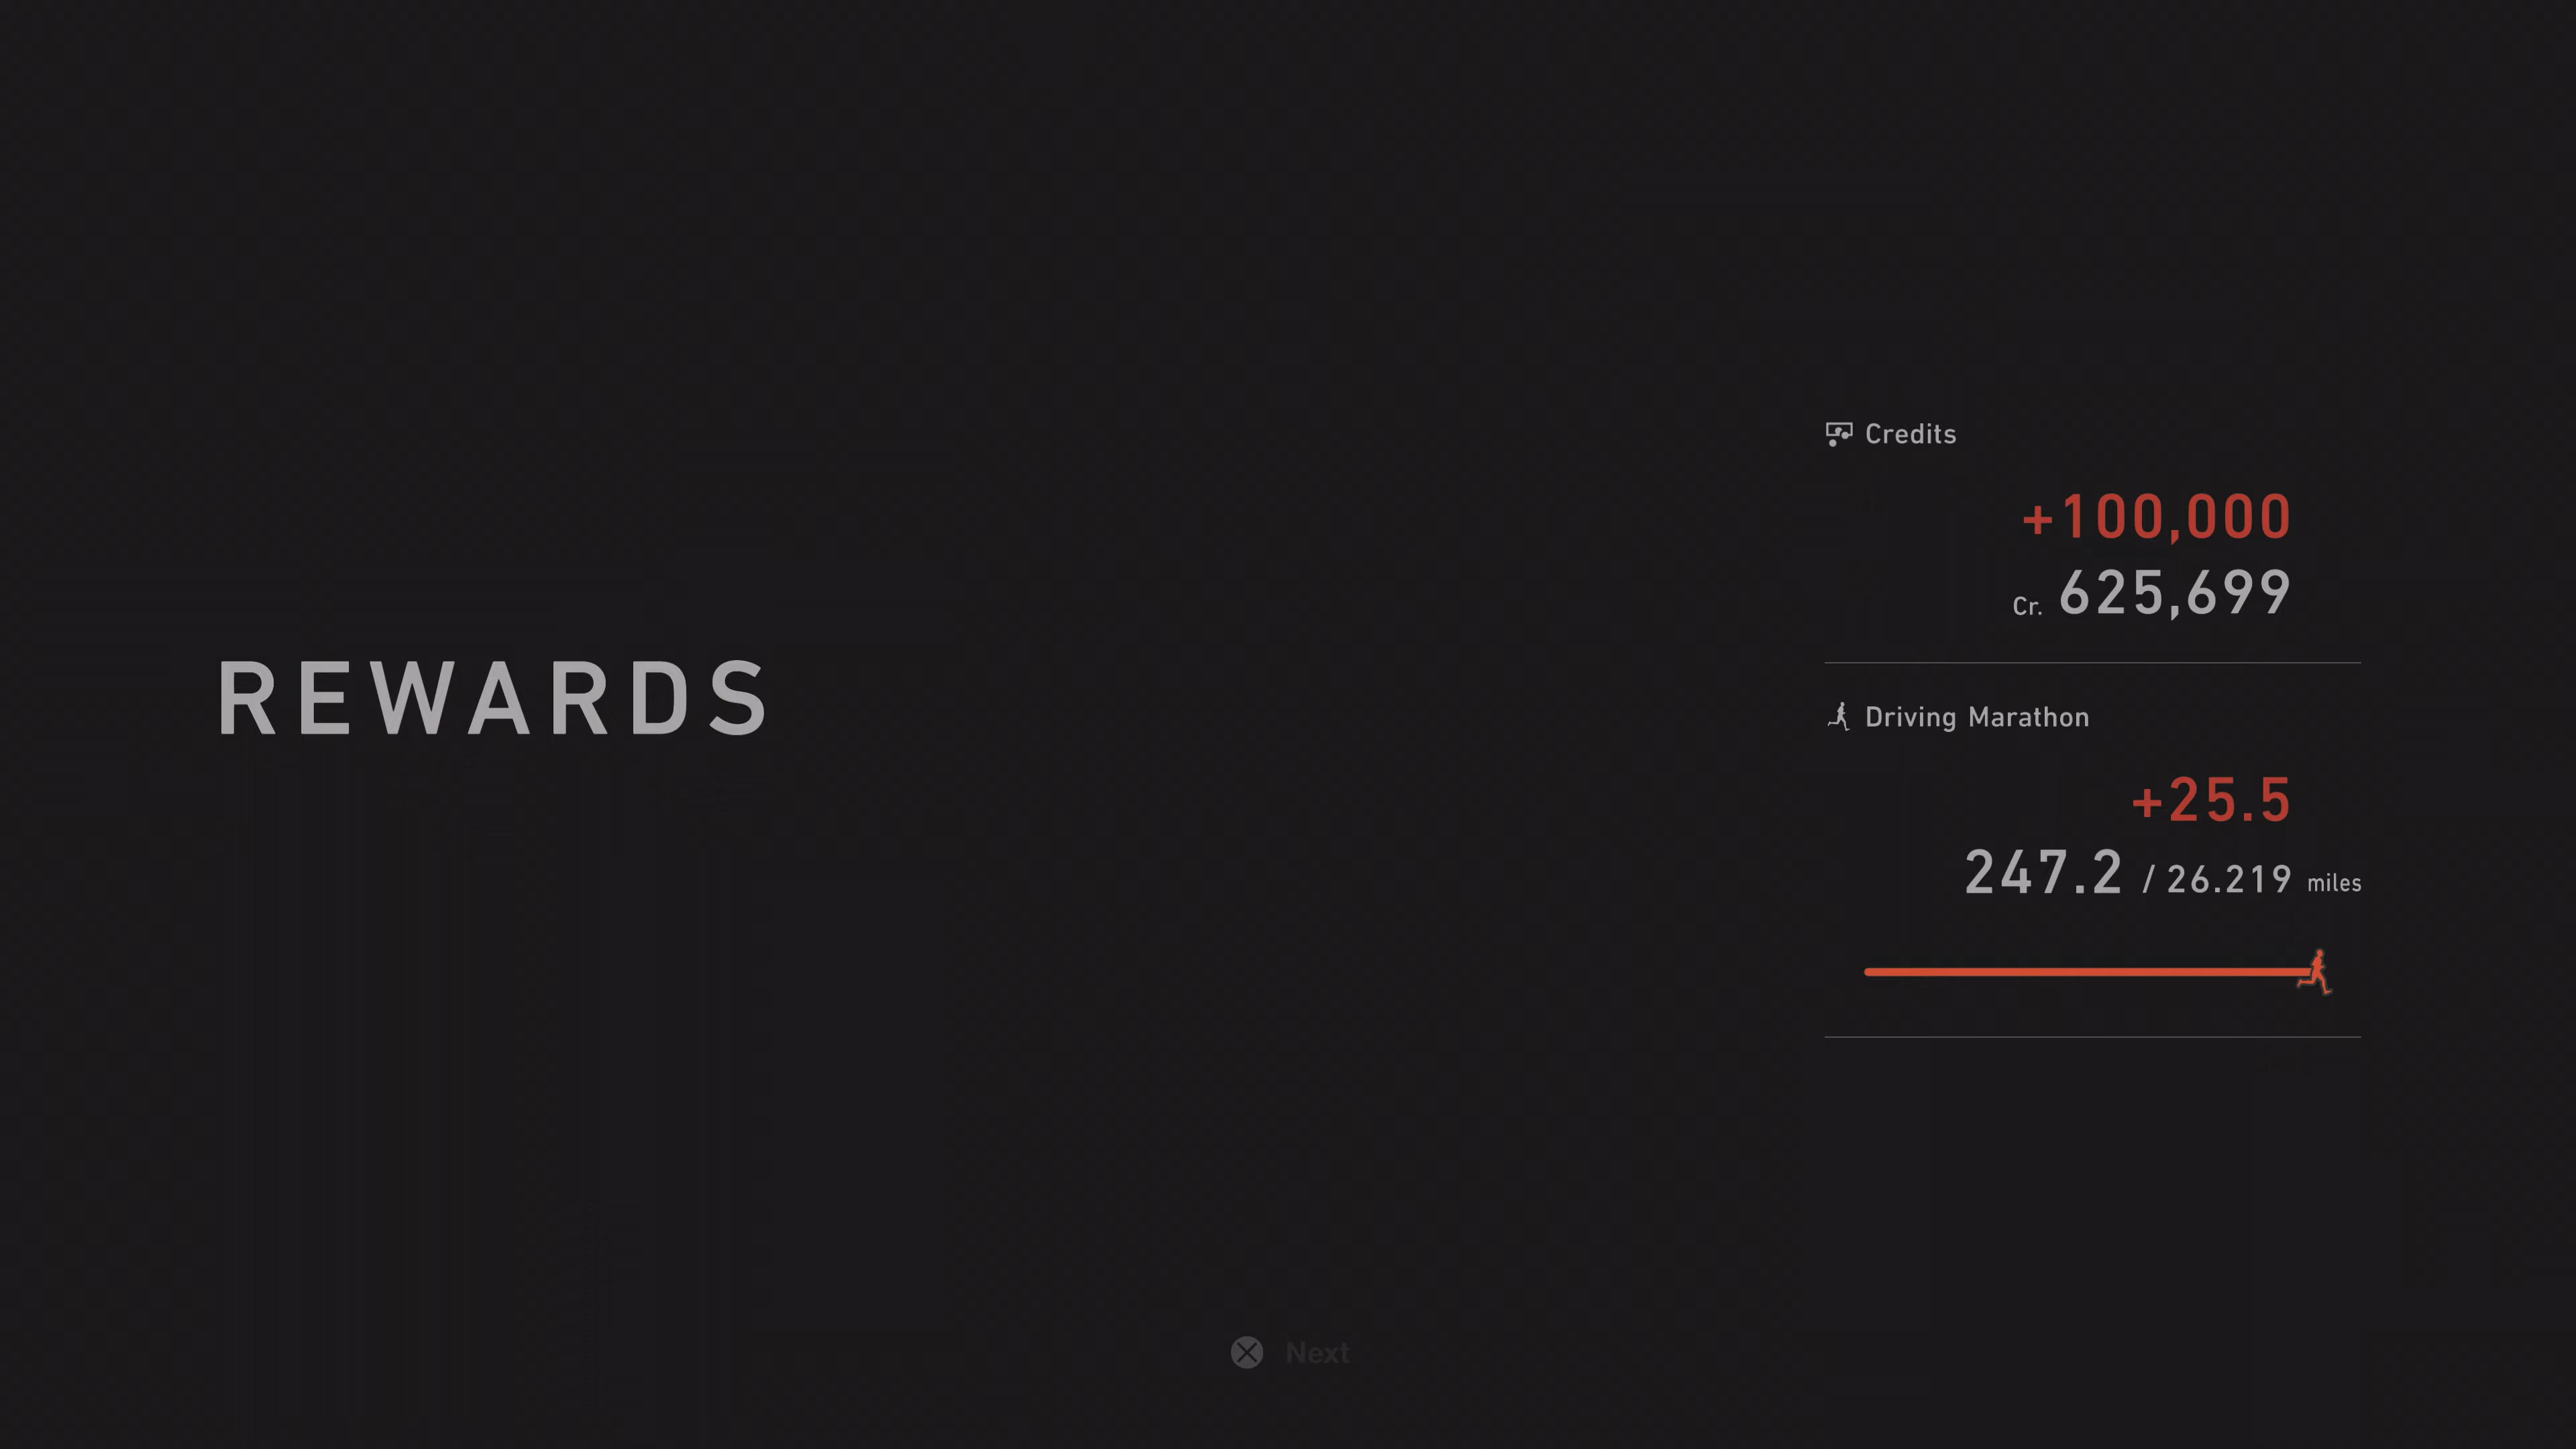 REWARDS
Credits
+100,000
Cr. 625,699
Driving Marathon
+25.5
247.2 / 26.219 miles
Next